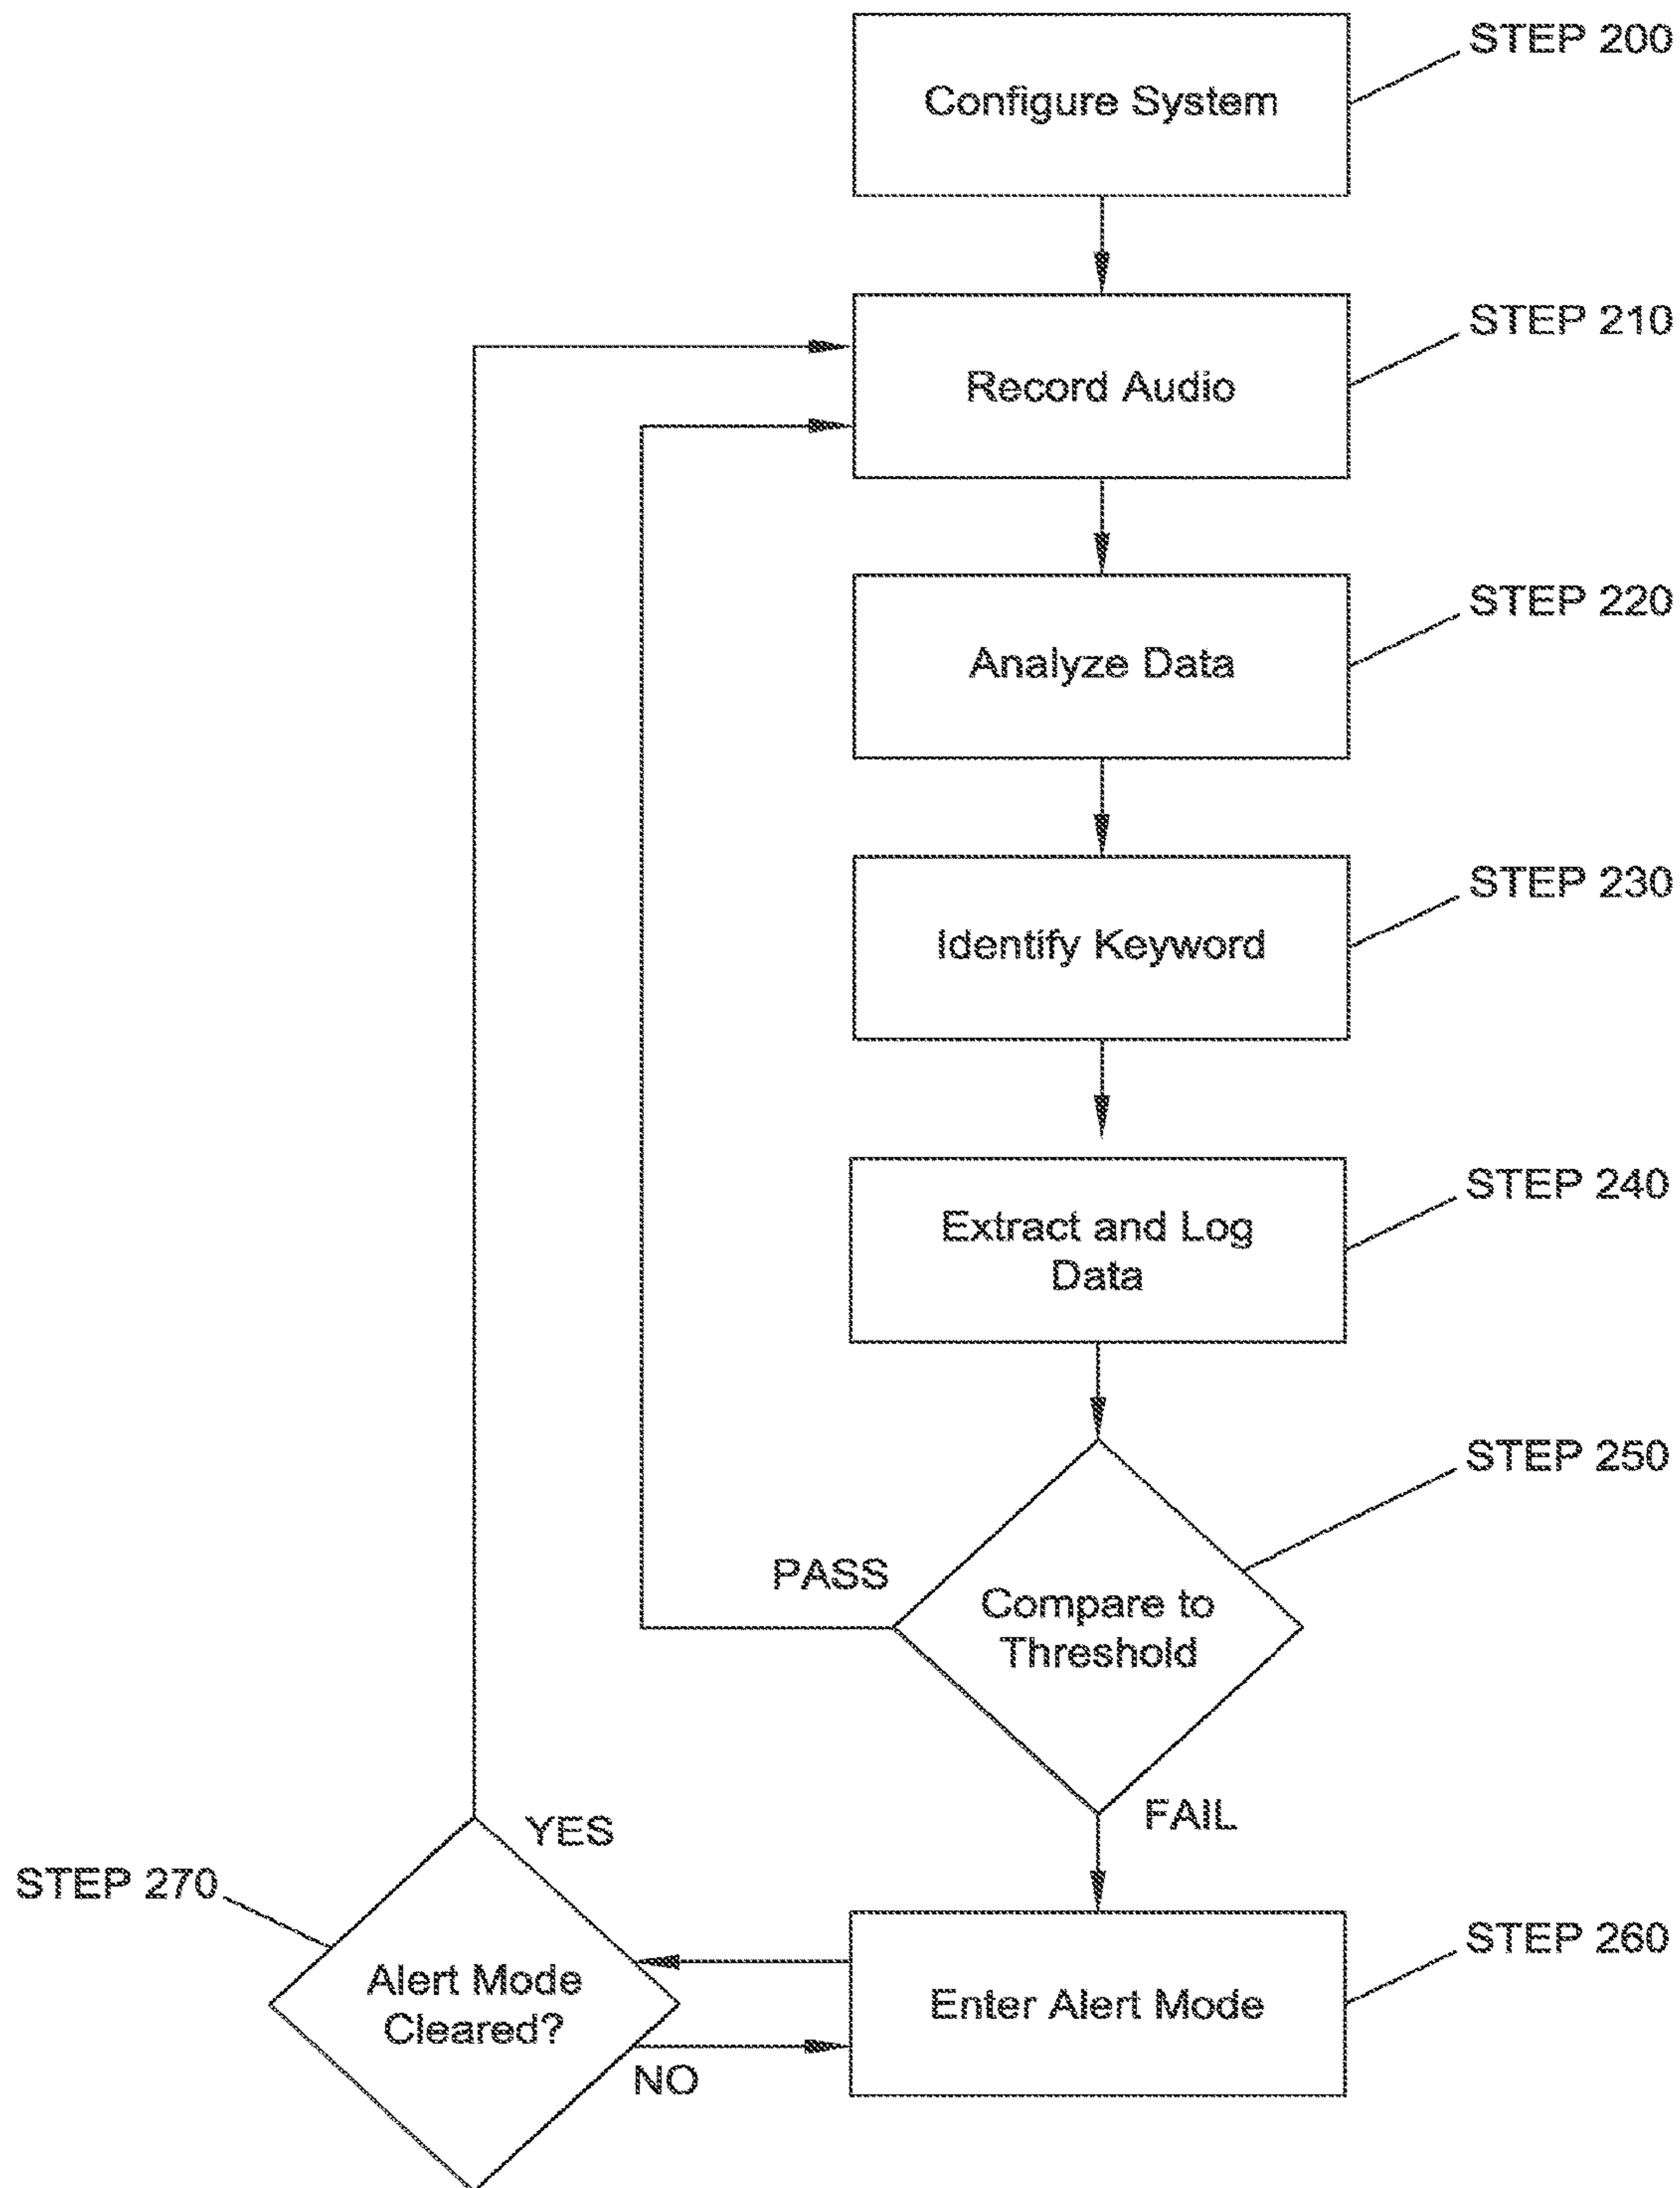 STEP 200
Configure System
STEP 210
Record Audio
STEP 220
Analyze Data
STEP 230
Identify Keyword
STEP 240
Extract and Log
Data
STEP 250
PASS
Compare to
Threshold
FAIL
YES
STEP 270
STEP 260
Alert Mode
Cleared?
Enter Alert Mode
NO